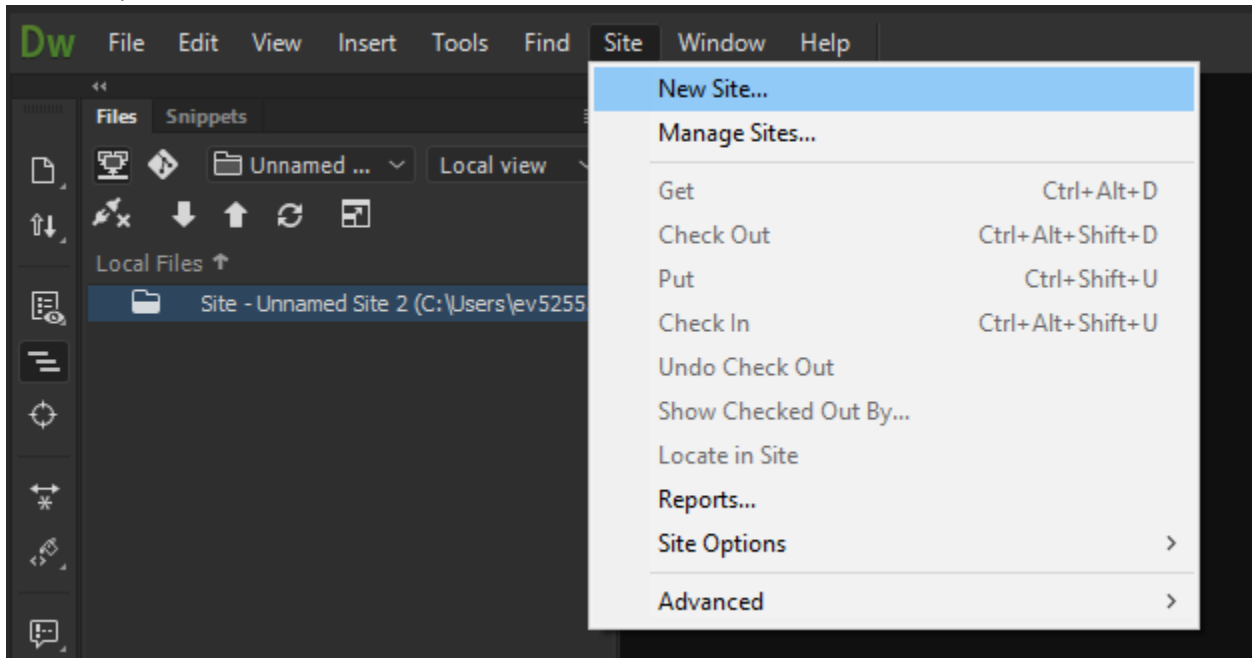 Dw File Edit View Insert Tools Find Site Window Help
Files Snippets
Unnamed ... Local view
Local Files
Site - Unnamed Site 2 (C:\Users\ev5255
New Site...
Manage Sites...
Get Ctrl+Alt+D
Check Out Ctrl+Alt+Shift+D
Put Ctrl+Shift+U
Check In Ctrl+Alt+Shift+U
Undo Check Out
Show Checked Out By...
Locate in Site
Reports...
Site Options
Advanced